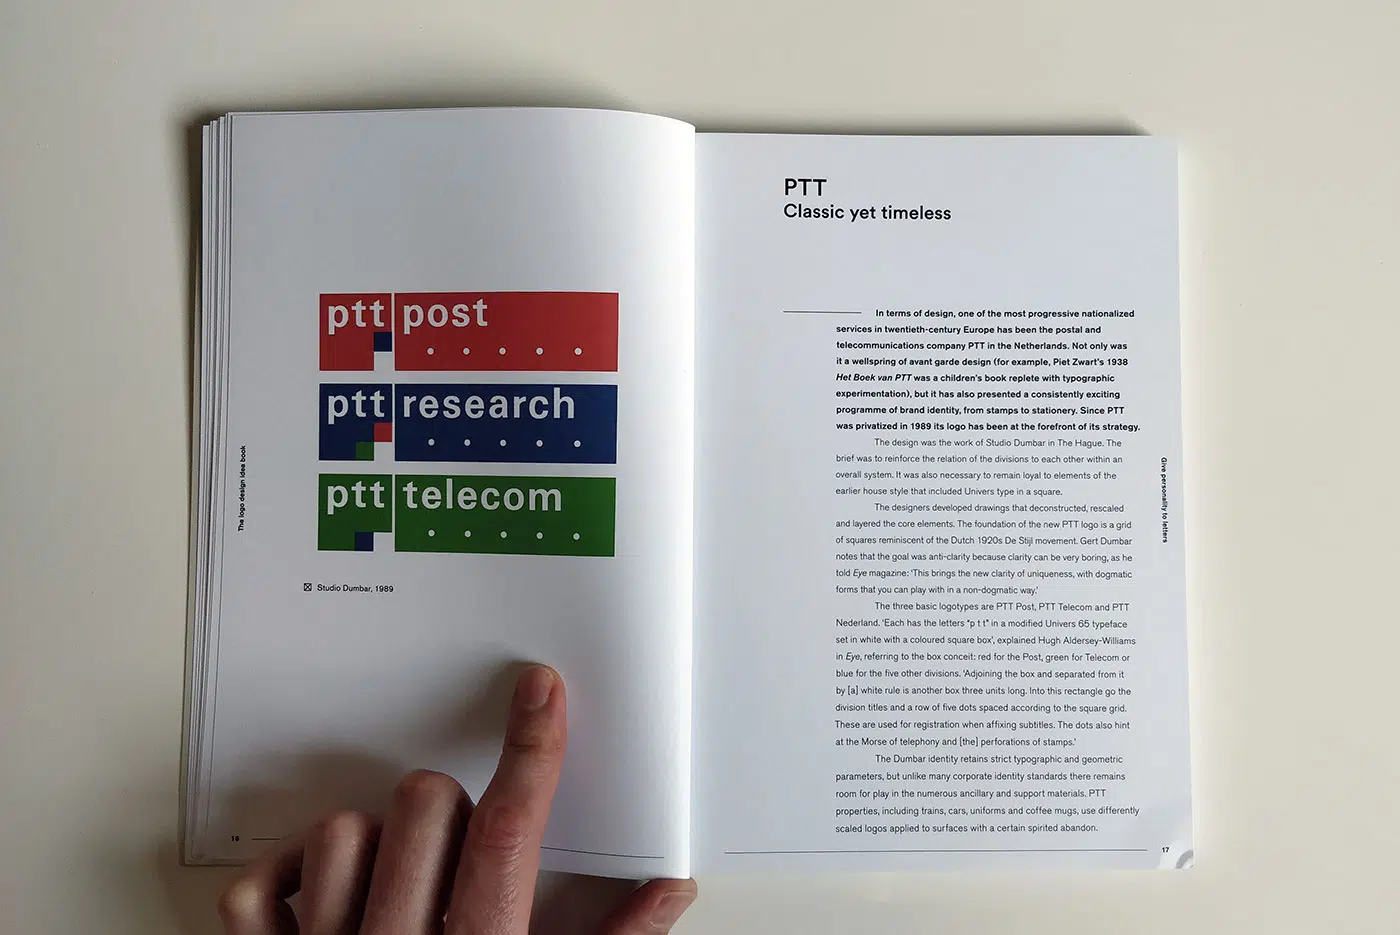 ptt post
ptt research
ptt telecom
Studio Dumbar, 1989
The logo design idea book
16
PTT
Classic yet timeless
In terms of design, one of the most progressive nationalized
services in twentieth-century Europe has been the postal and
telecommunications company PTT in the Netherlands. Not only was
it a wellspring of avant garde design (for example, Piet Zwart's 1938
Het Boek van PTT was a children's book replete with typographic
experimentation), but it has also presented a consistently exciting
programme of brand identity, from stamps to stationery. Since PTT
was privatized in 1989 its logo has been at the forefront of its strategy.
The design was the work of Studio Dumbar in The Hague. The
brief was to reinforce the relation of the divisions to each other within an
overall system. It was also necessary to remain loyal to elements of the
earlier house style that included Univers type in a square.
The designers developed drawings that deconstructed, rescaled
and layered the core elements. The foundation of the new PTT logo is a grid
of squares reminiscent of the Dutch 1920s De Stijl movement. Gert Dumbar
notes that the goal was anti-clarity because clarity can be very boring, as he
told Eye magazine: 'This brings the new clarity of uniqueness, with dogmatic
forms that you can play with in a non-dogmatic way.'
The three basic logotypes are PTT Post, PTT Telecom and PTT
Nederland. 'Each has the letters "p t t" in a modified Univers 65 typeface
set in white with a coloured square box', explained Hugh Aldersey-Williams
in Eye, referring to the box conceit: red for the Post, green for Telecom or
blue for the five other divisions. 'Adjoining the box and separated from it
by [a] white rule is another box three units long. Into this rectangle go the
division titles and a row of five dots spaced according to the square grid.
These are used for registration when affixing subtitles. The dots also hint
at the Morse of telephony and [the] perforations of stamps.'
The Dumbar identity retains strict typographic and geometric
parameters, but unlike many corporate identity standards there remains
room for play in the numerous ancillary and support materials. PTT
properties, including trains, cars, uniforms and coffee mugs, use differently
scaled logos applied to surfaces with a certain spirited abandon.
Give personality to letters
17